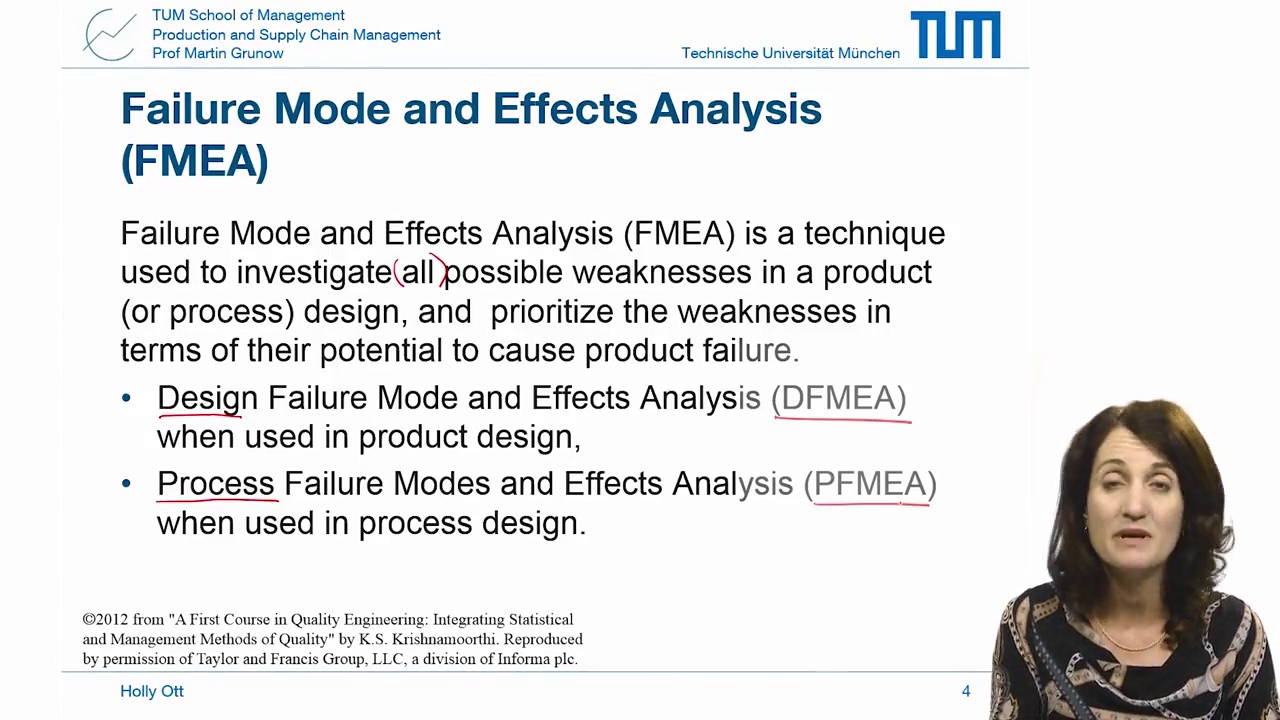 TUM School of Management
Production and Supply Chain Management
Prof Martin Grunow
Technische Universität München
TUM
Failure Mode and Effects Analysis
(FMEA)
Failure Mode and Effects Analysis (FMEA) is a technique
used to investigate (all) possible weaknesses in a product
(or process) design, and prioritize the weaknesses in
terms of their potential to cause product failure.
• Design Failure Mode and Effects Analysis (DFMEA)
when used in product design,
• Process Failure Modes and Effects Analysis (PFMEA)
when used in process design.
©2012 from "A First Course in Quality Engineering: Integrating Statistical
and Management Methods of Quality" by K.S. Krishnamoorthi. Reproduced
by permission of Taylor and Francis Group, LLC, a division of Informa plc.
Holly Ott
4